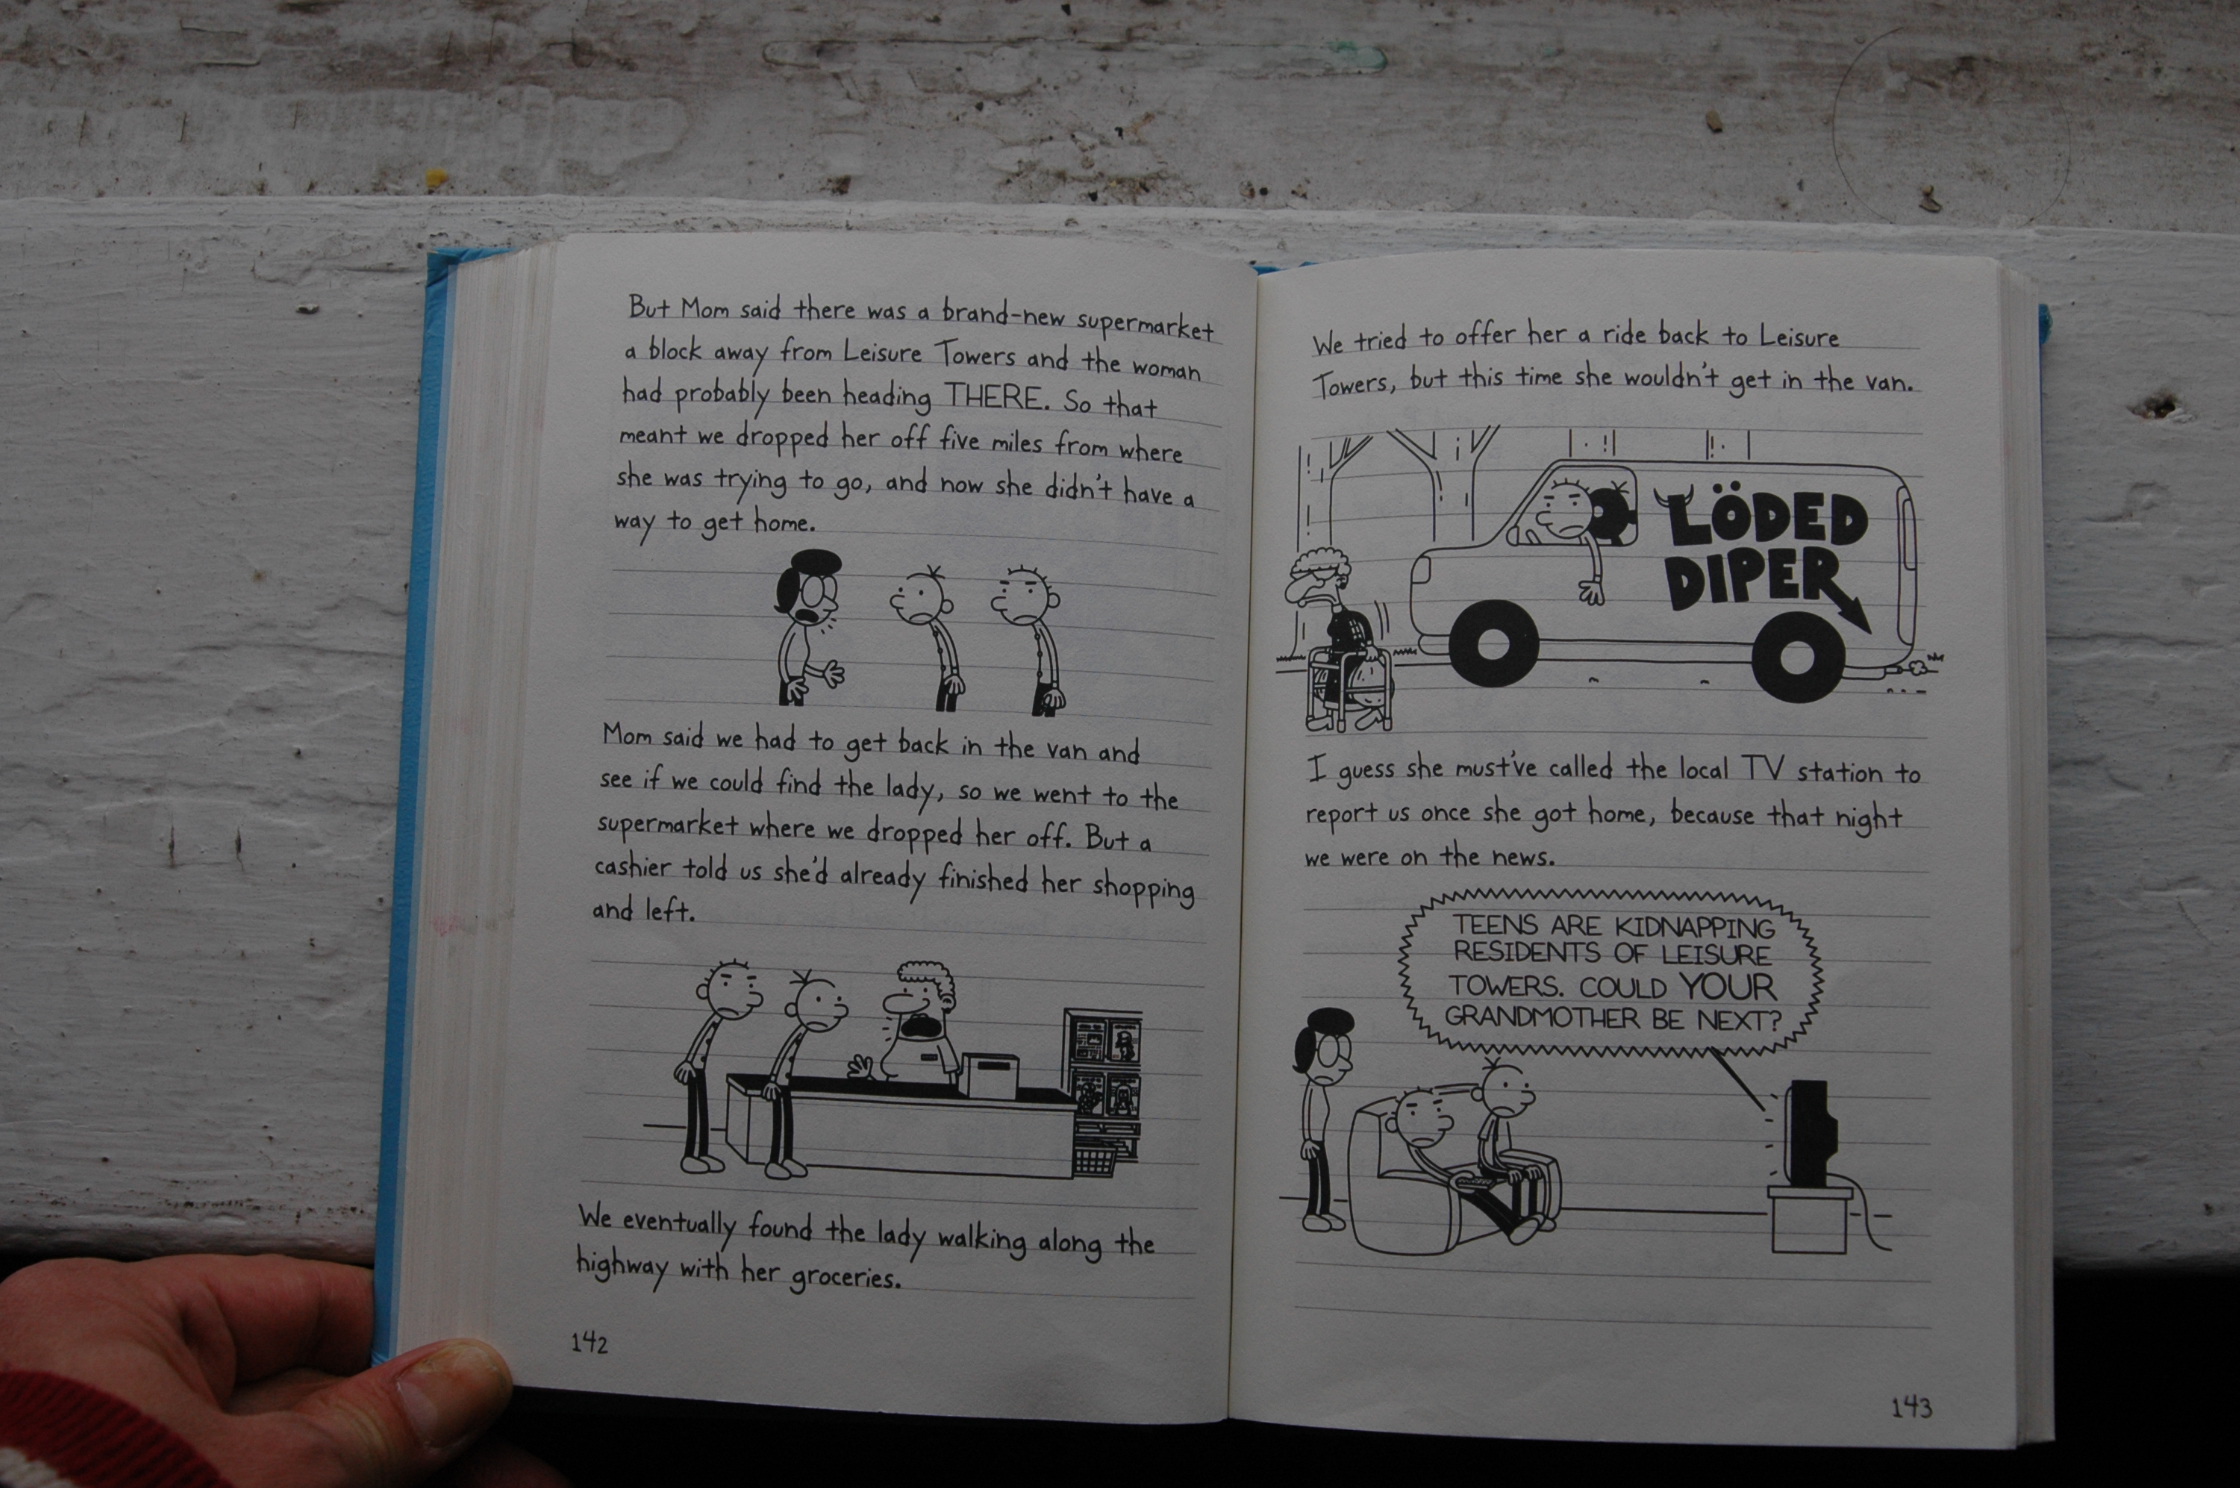 But Mom said there was a brand-new supermarket
a block away from Leisure Towers and the woman
had probably been heading THERE. So that
meant we dropped her off five miles from where
she was trying to go, and now she didn't have a
way to get home.
Mom said we had to get back in the van and
see if we could find the lady, so we went to the
supermarket where we dropped her off. But a
cashier told us she'd already finished her shopping
and left.
We eventually found the lady walking along the
highway with her groceries.
142
We tried to offer her a ride back to Leisure
Towers, but this time she wouldn't get in the van.
LÖDED
DIPER
I guess she must've called the local TV station to
report us once she got home, because that night
we were on the news.
TEENS ARE KIDNAPPING
RESIDENTS OF LEISURE
TOWERS. COULD YOUR
GRANDMOTHER BE NEXT?
143